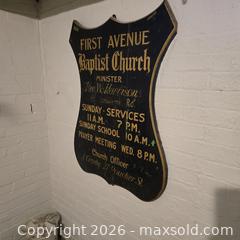 FIRST AVENUE
Baptist Church
MINISTER
Rd
SUNDAY SERVICES
11 A.M. 7 P.M.
SUNDAY SCHOOL 10 A.M.
PRAYER MEETING WED. 8 P.M.
Church Officer
Copyright 2026 - maxsold.com